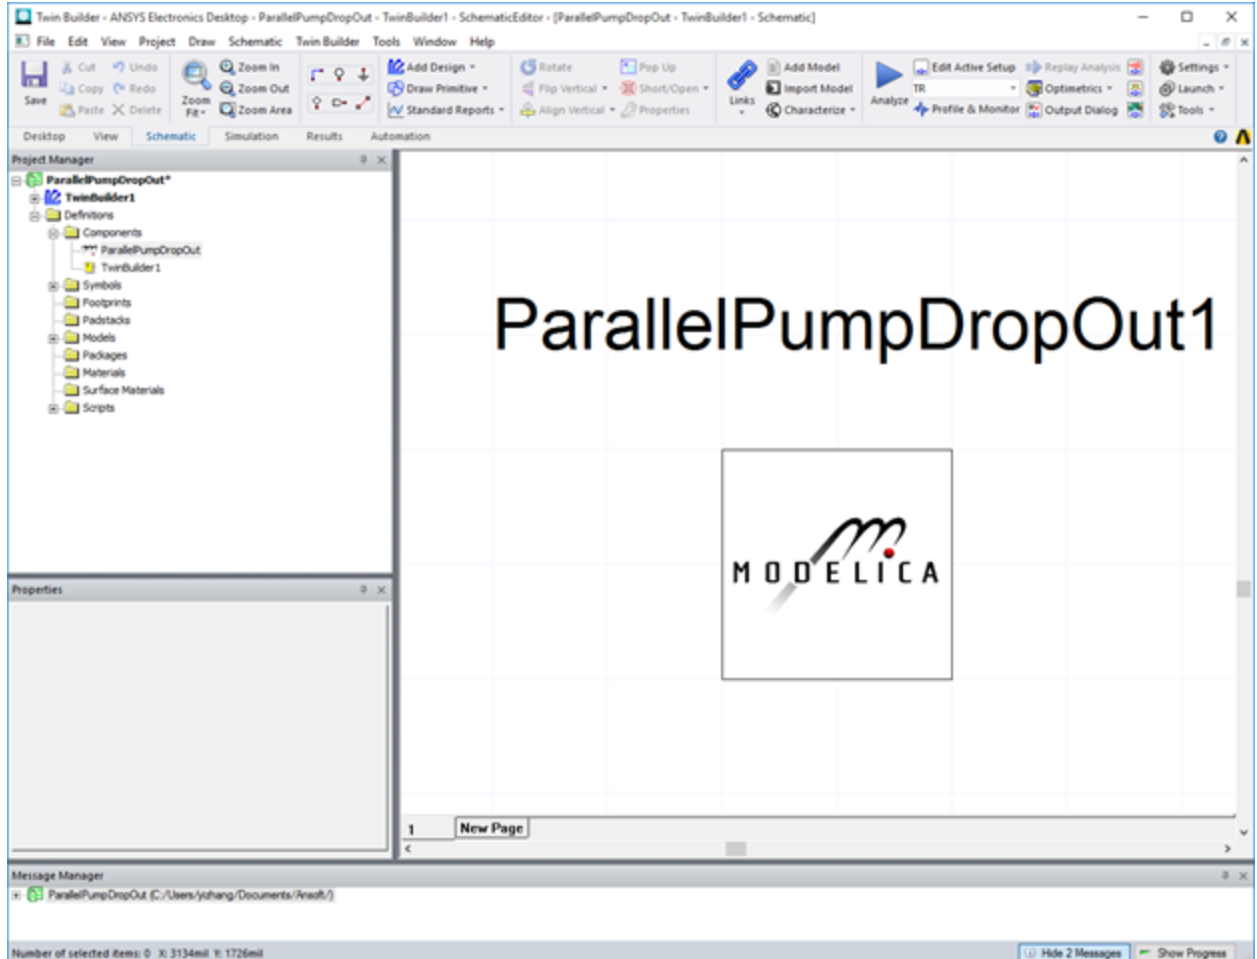 Twin Builder - ANSYS Electronics Desktop - ParallelPumpDropOut - TwinBuilder1 - SchematicEditor - [ParallelPumpDropOut - TwinBuilder1 - Schematic]
File Edit View Project Draw Schematic Twin Builder Tools Window Help
Save
Cut Undo
Copy Redo
Paste Delete
Zoom Fit
Zoom In
Zoom Out
Zoom Area
Add Design
Draw Primitive
Standard Reports
Rotate Pop Up
Flip Vertical Short/Open
Align Vertical Properties
Links
Add Model
Import Model
Characterize
Analyze
Edit Active Setup Replay Analysis
TR Optimetrics
Profile & Monitor Output Dialog
Settings
Launch
Tools
Desktop View Schematic Simulation Results Automation
Project Manager
ParallelPumpDropOut*
TwinBuilder1
Definitions
Components
ParallelPumpDropOut
TwinBuilder1
Symbols
Footprints
Padstacks
Models
Packages
Materials
Surface Materials
Scripts
Properties
ParallelPumpDropOut1
MODELICA
1 New Page
Message Manager
ParallelPumpDropOut (C:/Users/yizhang/Documents/Ansoft/)
Number of selected items: 0 X: 3134mil Y: 1726mil
Hide 2 Messages Show Progress